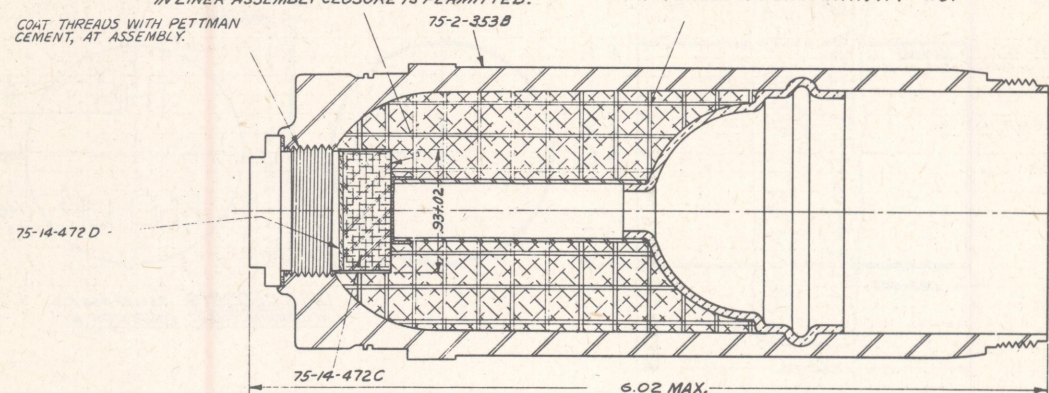 IN LINER ASSEMBLY CLOSURE IS PERMITTED.
COAT THREADS WITH PETTMAN
CEMENT, AT ASSEMBLY.
75-2-353B
.93±.02
75-14-472D
75-14-472C
6.02 MAX.